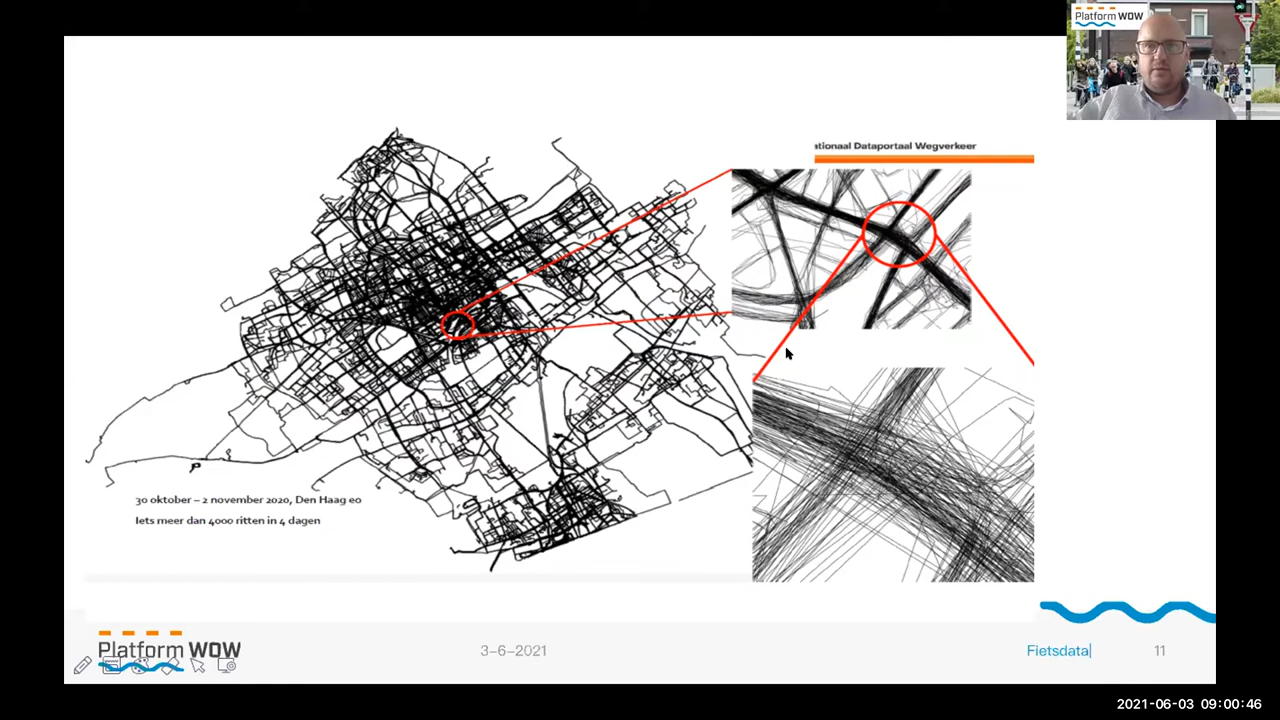 Platform WOW
ationaal Dataportaal Wegverkeer
30 oktober – 2 november 2020, Den Haag eo
Iets meer dan 4000 ritten in 4 dagen
Platform WOW
3-6-2021
Fietsdata|
11
2021-06-03 09:00:46